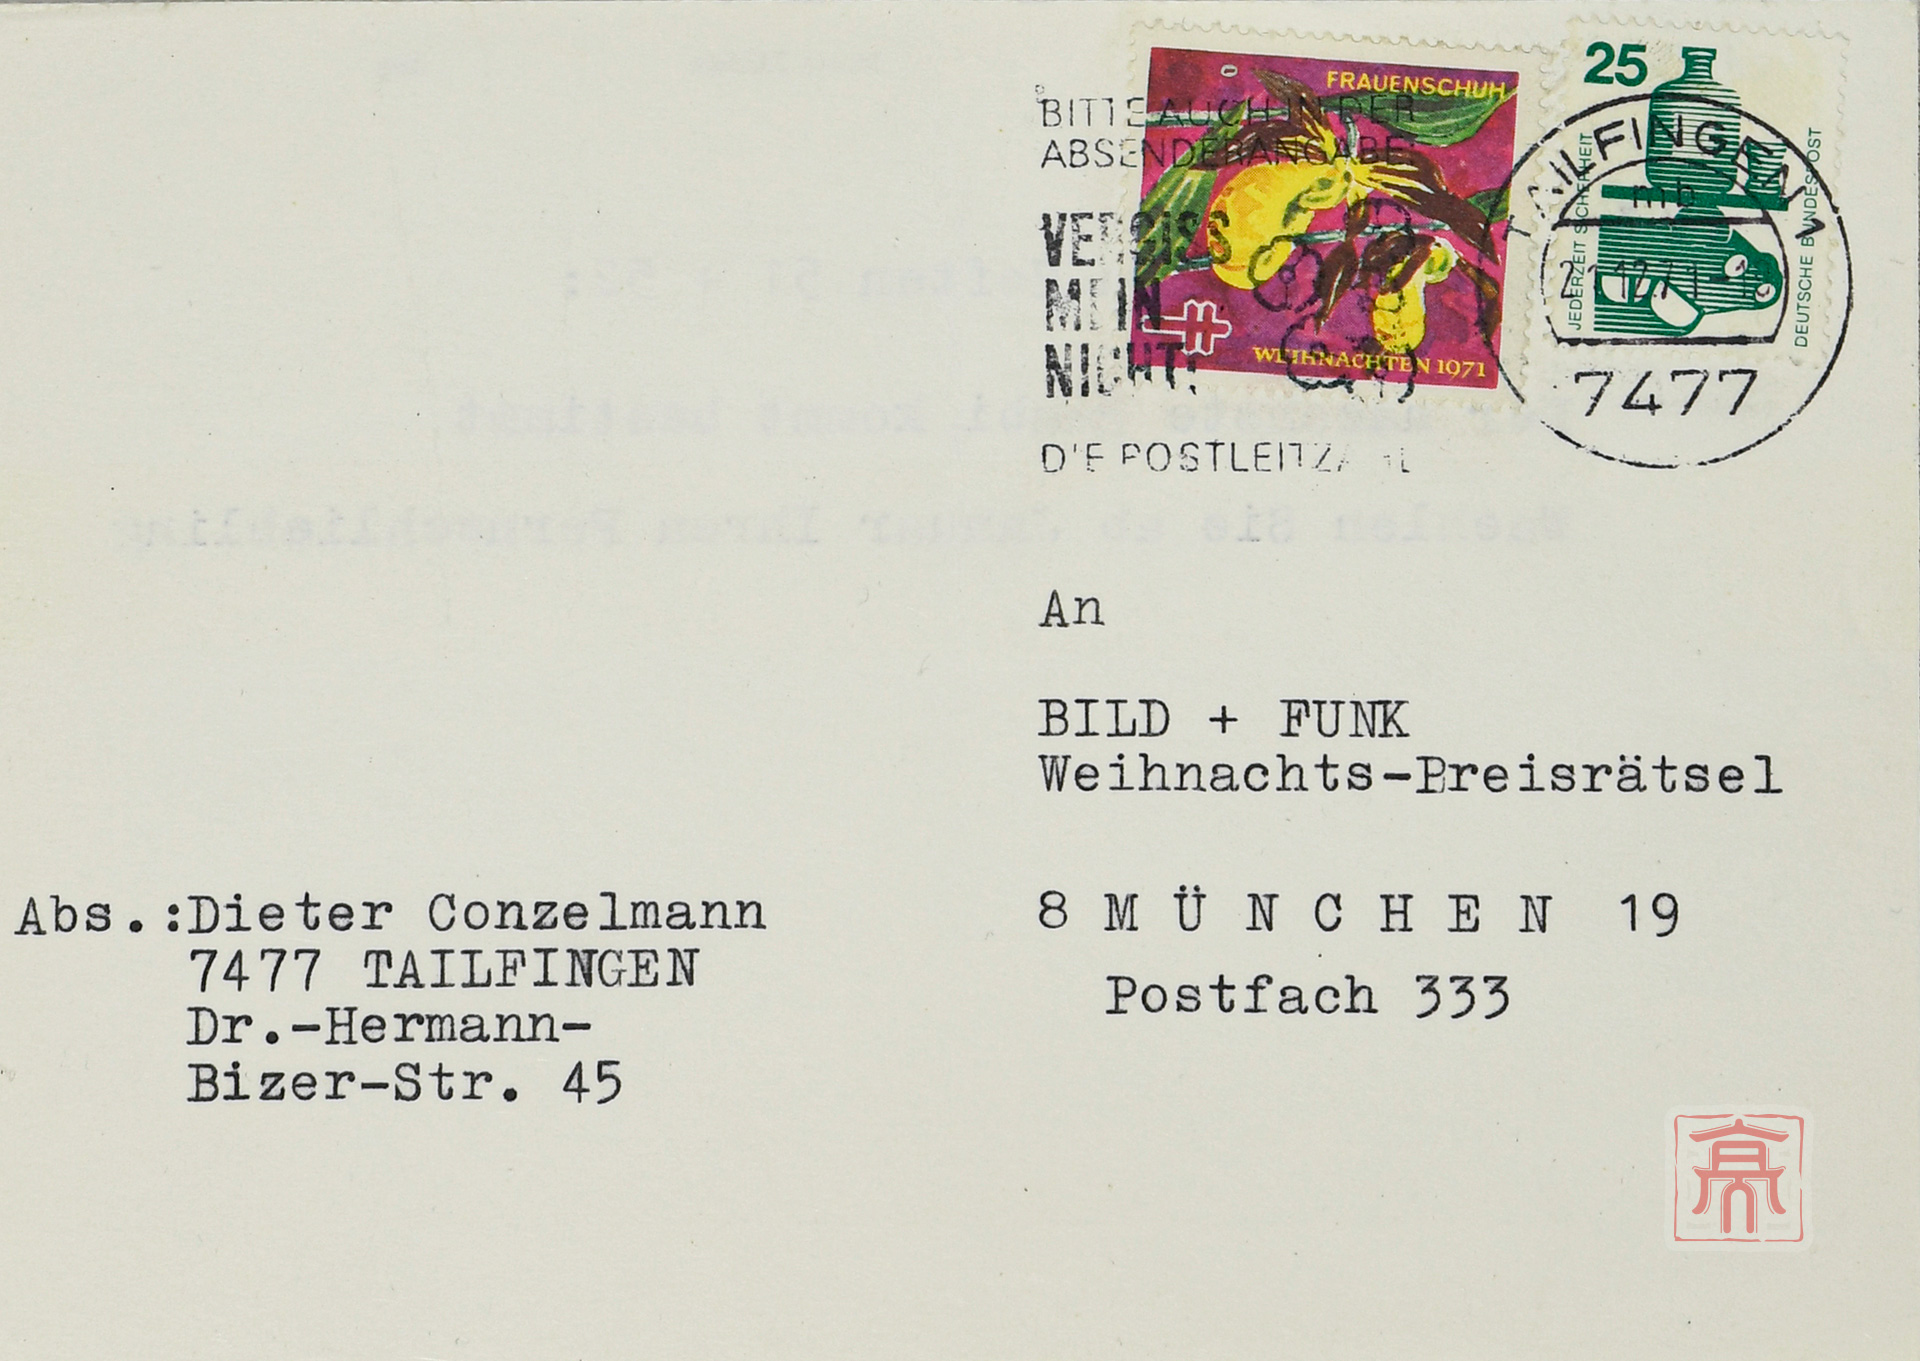 FRAUENSCHUH
WEIHNACHTEN 1971
25
JEDERZEIT SICHERHEIT
DEUTSCHE BUNDESPOST
BITTE AUCH IN DER
ABSENDERANGABE:
VERGISS
MEIN
NICHT!
DIE POSTLEITZAHL
TAILFINGEN
mb
7477
An
BILD + FUNK
Weihnachts-Preisrätsel
8 MÜNCHEN 19
Postfach 333
Abs.:Dieter Conzelmann
7477 TAILFINGEN
Dr.-Hermann-
Bizer-Str. 45